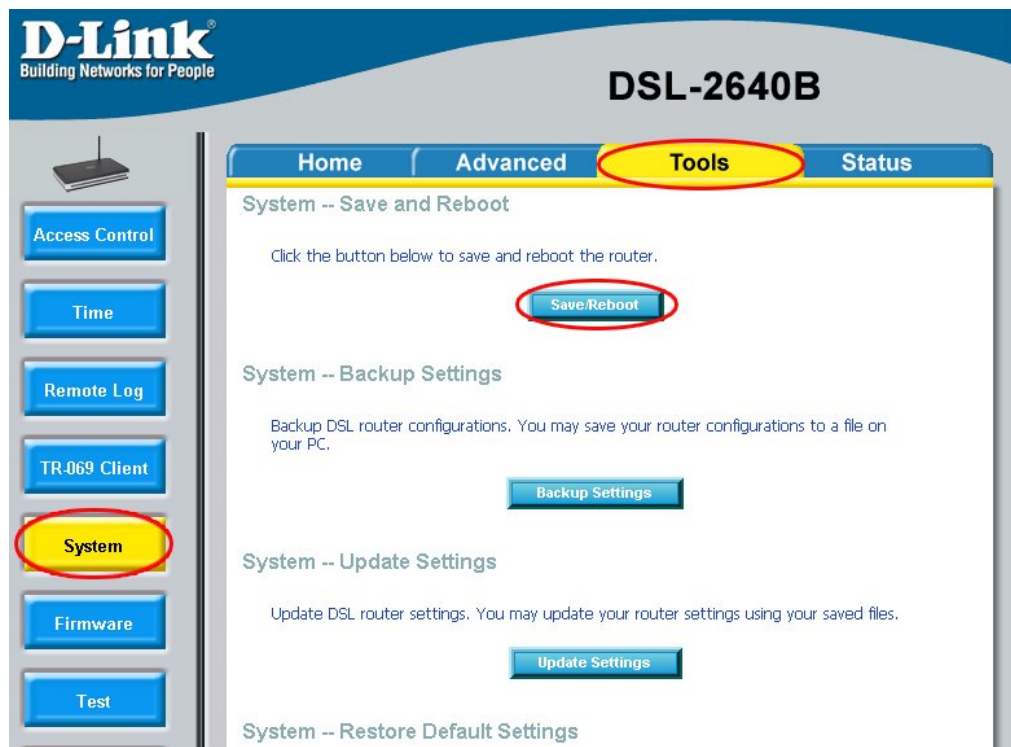 D-Link®
Building Networks for People
DSL-2640B
Home Advanced Tools Status
Access Control
Time
Remote Log
TR-069 Client
System
Firmware
Test
System -- Save and Reboot
Click the button below to save and reboot the router.
Save/Reboot
System -- Backup Settings
Backup DSL router configurations. You may save your router configurations to a file on
your PC.
Backup Settings
System -- Update Settings
Update DSL router settings. You may update your router settings using your saved files.
Update Settings
System -- Restore Default Settings